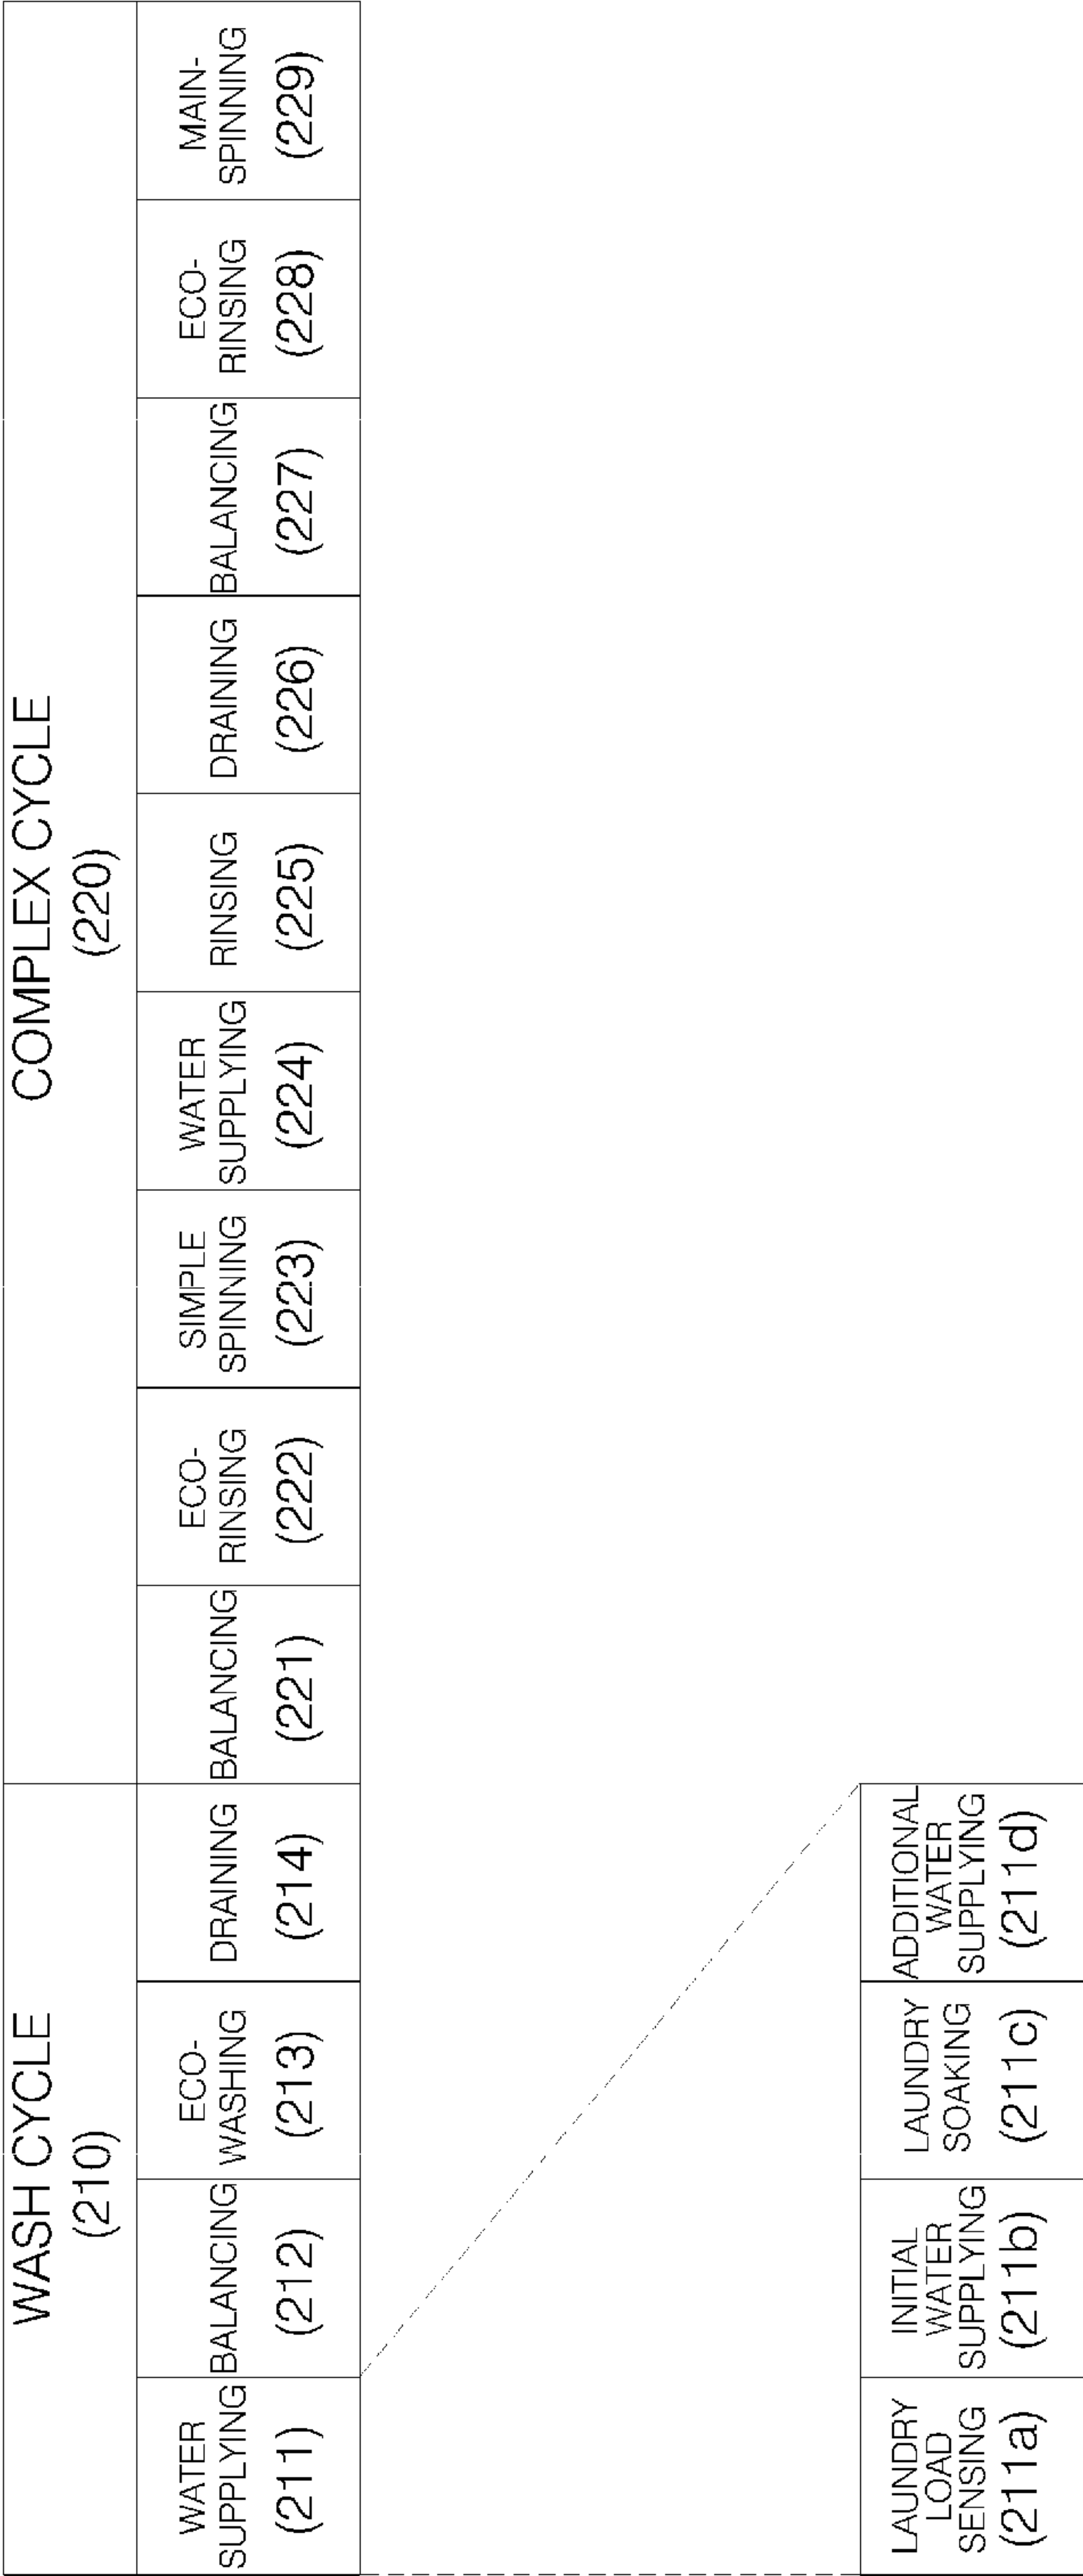 WASH CYCLE
(210)
COMPLEX CYCLE
(220)
WATER
SUPPLYING
(211)
BALANCING
(212)
ECO-
WASHING
(213)
DRAINING
(214)
BALANCING
(221)
ECO-
RINSING
(222)
SIMPLE
SPINNING
(223)
WATER
SUPPLYING
(224)
RINSING
(225)
DRAINING
(226)
BALANCING
(227)
ECO-
RINSING
(228)
MAIN-
SPINNING
(229)
LAUNDRY
LOAD
SENSING
(211a)
INITIAL
WATER
SUPPLYING
(211b)
LAUNDRY
SOAKING
(211c)
ADDITIONAL
WATER
SUPPLYING
(211d)